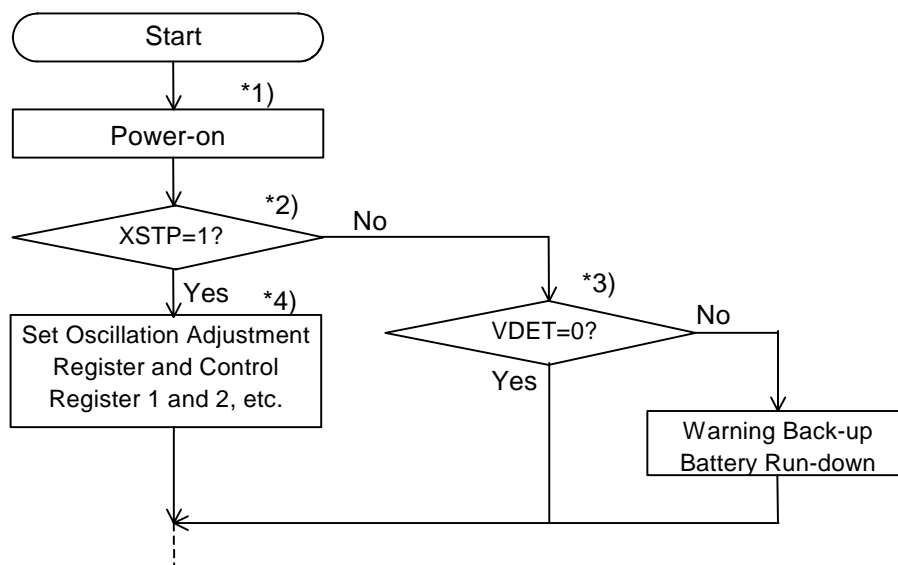 Start
*1)
Power-on
*2)
XSTP=1?
No
Yes
*4)
Set Oscillation Adjustment
Register and Control
Register 1 and 2, etc.
*3)
VDET=0?
No
Yes
Warning Back-up
Battery Run-down